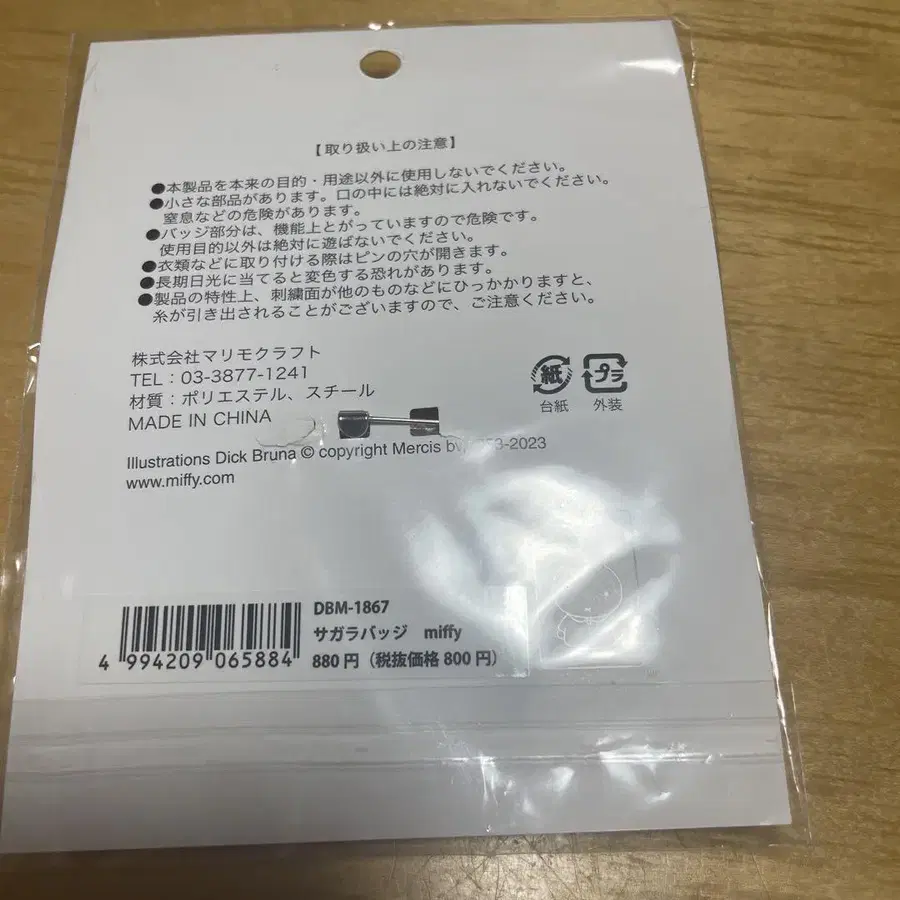 【取り扱い上の注意】
●本製品を本来の目的・用途以外に使用しないでください。
●小さな部品があります。口の中には絶対に入れないでください。
窒息などの危険があります。
●バッジ部分は、機能上とがっていますので危険です。
使用目的以外は絶対に遊ばないでください。
●衣類などに取り付ける際はピンの穴が開きます。
●長期日光に当てると変色する恐れがあります。
●製品の特性上、刺繍面が他のものなどにひっかかりますと、
糸が引き出されることがございますので、ご注意ください。
株式会社マリモクラフト
TEL：03-3877-1241
材質：ポリエステル、スチール
MADE IN CHINA
紙 プラ
台紙 外装
Illustrations Dick Bruna © copyright Mercis bv, -2023
www.miffy.com
DBM-1867
サガラバッジ miffy
880円（税抜価格800円）
4 994209 065884